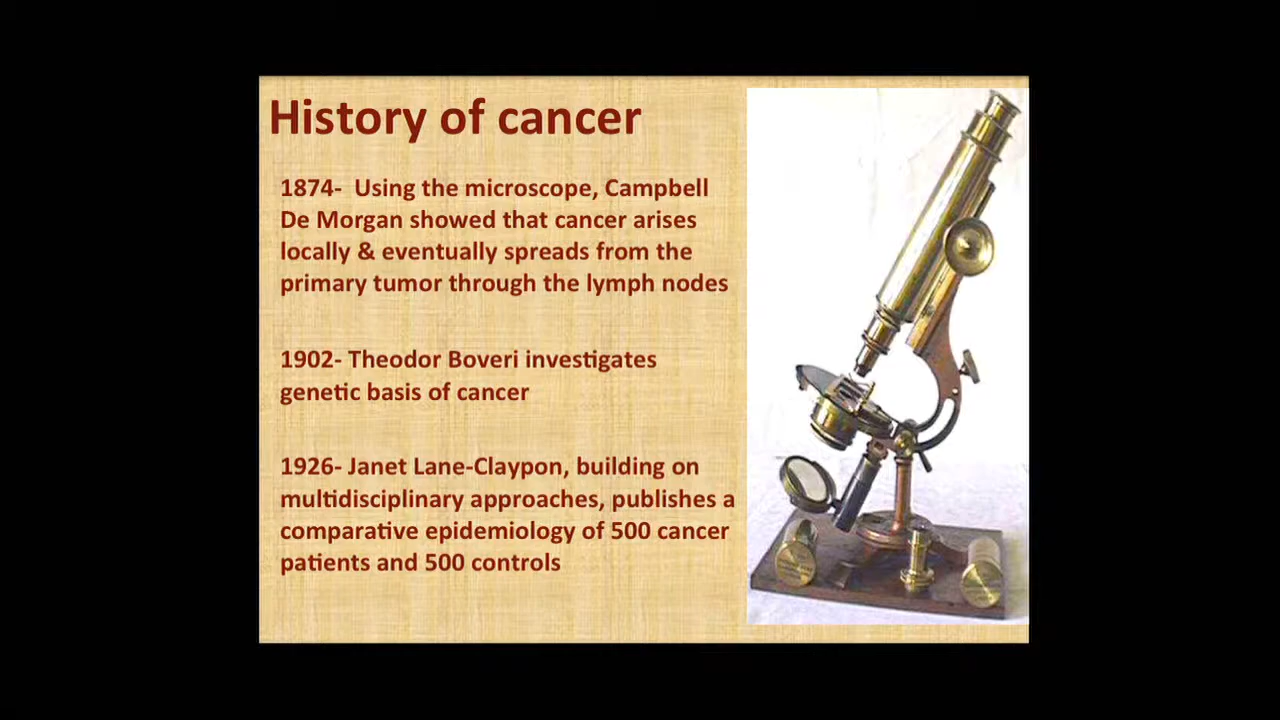 History of cancer
1874-  Using the microscope, Campbell
De Morgan showed that cancer arises
locally & eventually spreads from the
primary tumor through the lymph nodes
1902- Theodor Boveri investigates
genetic basis of cancer
1926- Janet Lane-Claypon, building on
multidisciplinary approaches, publishes a
comparative epidemiology of 500 cancer
patients and 500 controls